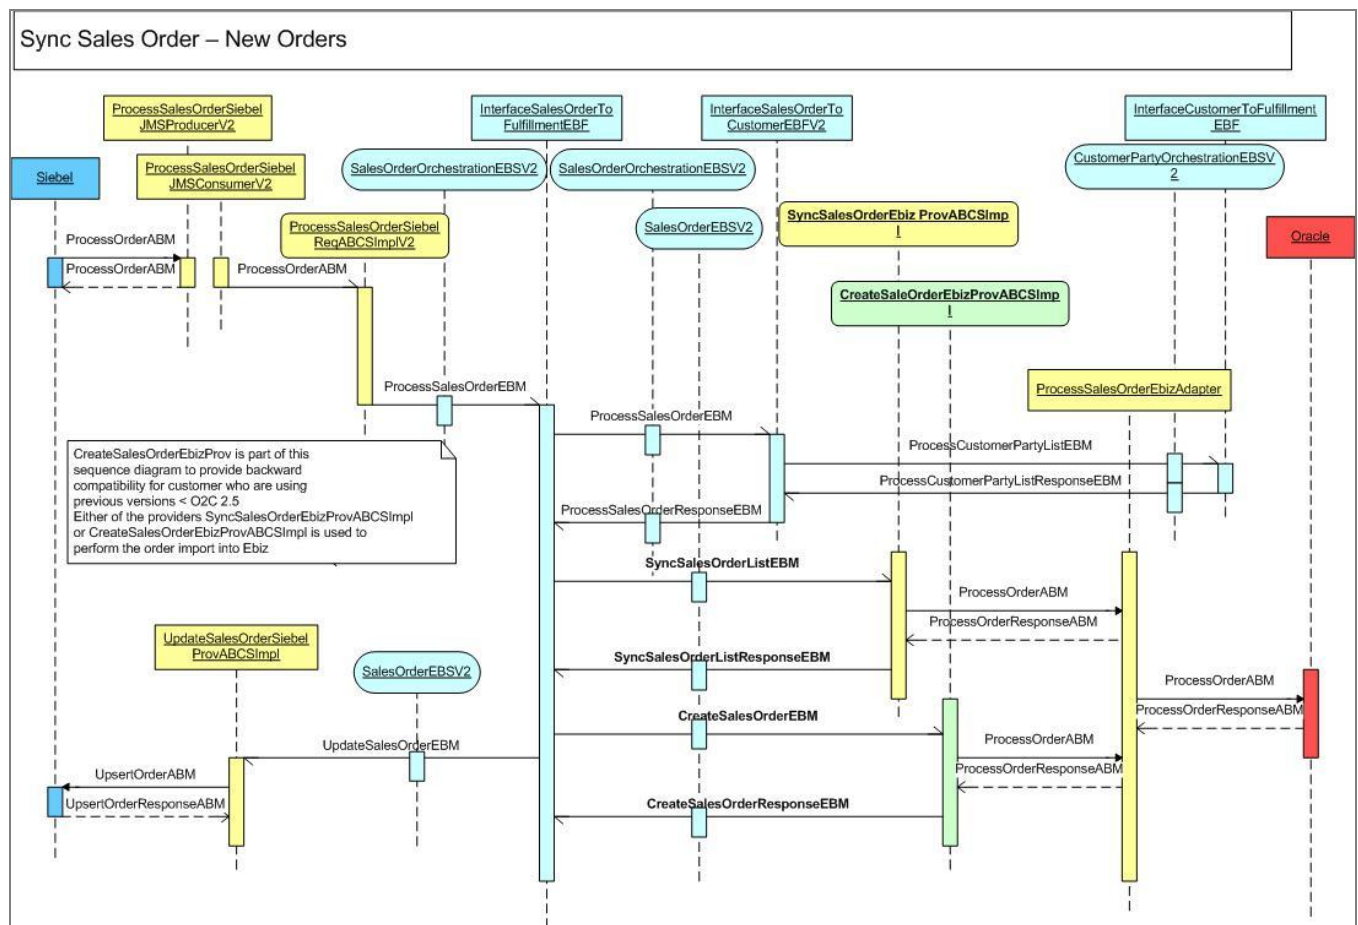 Sync Sales Order – New Orders
ProcessSalesOrderSiebel
JMSProducerV2
InterfaceSalesOrderTo
FulfillmentEBF
InterfaceSalesOrderTo
CustomerEBFV2
InterfaceCustomerToFulfillment
EBF
Siebel
ProcessSalesOrderSiebel
JMSConsumerV2
SalesOrderOrchestrationEBSV2
SalesOrderOrchestrationEBSV2
CustomerPartyOrchestrationEBSV
2
ProcessSalesOrderSiebel
ReqABCSImplV2
SalesOrderEBSV2
SyncSalesOrderEbiz ProvABCSImp
l
Oracle
ProcessOrderABM
ProcessOrderABM
ProcessOrderABM
CreateSaleOrderEbizProvABCSImp
l
ProcessSalesOrderEBM
ProcessSalesOrderEbizAdapter
ProcessSalesOrderEBM
ProcessCustomerPartyListEBM
ProcessCustomerPartyListResponseEBM
ProcessSalesOrderResponseEBM
CreateSalesOrderEbizProv is part of this
sequence diagram to provide backward
compatibility for customer who are using
previous versions < O2C 2.5
Either of the providers SyncSalesOrderEbizProvABCSImpl
or CreateSalesOrderEbizProvABCSImpl is used to
perform the order import into Ebiz
SyncSalesOrderListEBM
ProcessOrderABM
ProcessOrderResponseABM
UpdateSalesOrderSiebel
ProvABCSImpl
SalesOrderEBSV2
SyncSalesOrderListResponseEBM
ProcessOrderABM
ProcessOrderResponseABM
CreateSalesOrderEBM
UpdateSalesOrderEBM
ProcessOrderABM
ProcessOrderResponseABM
UpsertOrderABM
UpsertOrderResponseABM
CreateSalesOrderResponseEBM